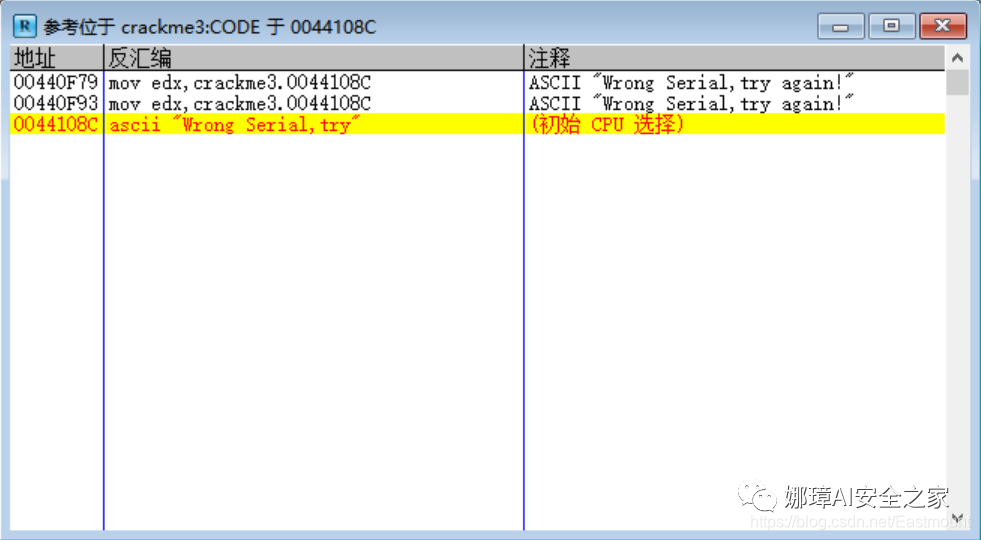 R 参考位于 crackme3:CODE 于 0044108C
地址 反汇编 注释
00440F79 mov edx,crackme3.0044108C ASCII "Wrong Serial,try again!"
00440F93 mov edx,crackme3.0044108C ASCII "Wrong Serial,try again!"
0044108C ascii "Wrong Serial,try" (初始 CPU 选择)
娜璋AI安全之家
https://blog.csdn.net/Eastmount